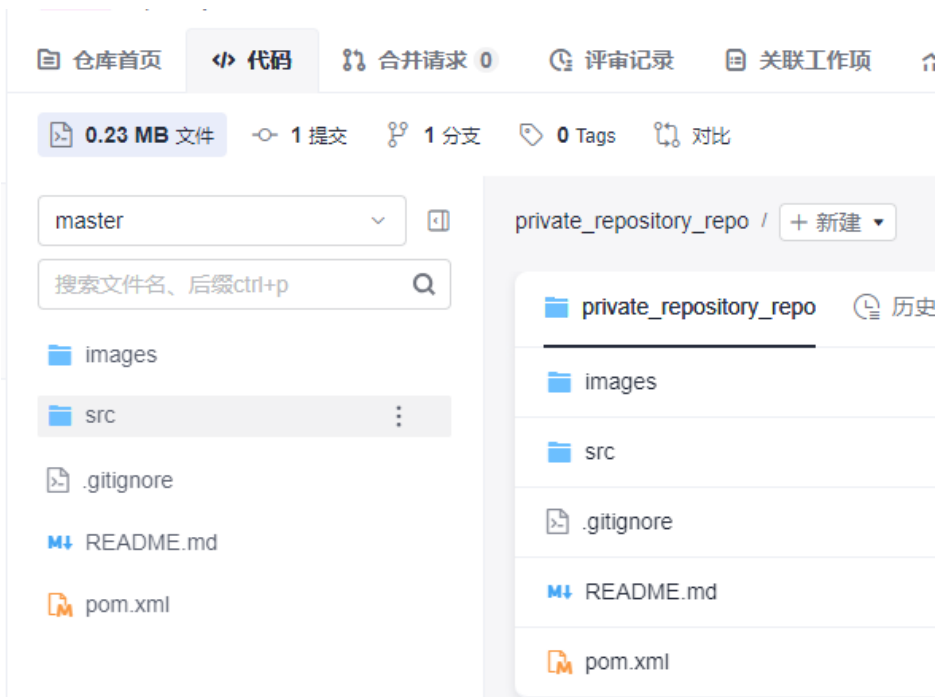 仓库首页 代码 合并请求 0 评审记录 关联工作项
0.23 MB 文件 1 提交 1 分支 0 Tags 对比
master
搜索文件名、后缀ctrl+p
images
src
.gitignore
README.md
pom.xml
private_repository_repo / + 新建
private_repository_repo 历史
images
src
.gitignore
README.md
pom.xml